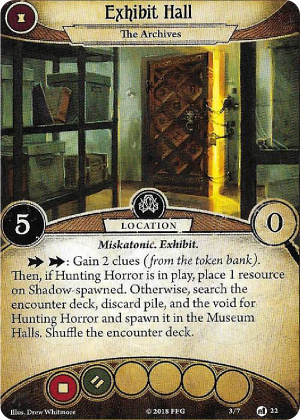 Exhibit Hall
The Archives
5
LOCATION
0
Miskatonic. Exhibit.
: Gain 2 clues (from the token bank).
Then, if Hunting Horror is in play, place 1 resource
on Shadow-spawned. Otherwise, search the
encounter deck, discard pile, and the void for
Hunting Horror and spawn it in the Museum
Halls. Shuffle the encounter deck.
Illus. Drew Whitmore
© 2018 FFG
3/7
22